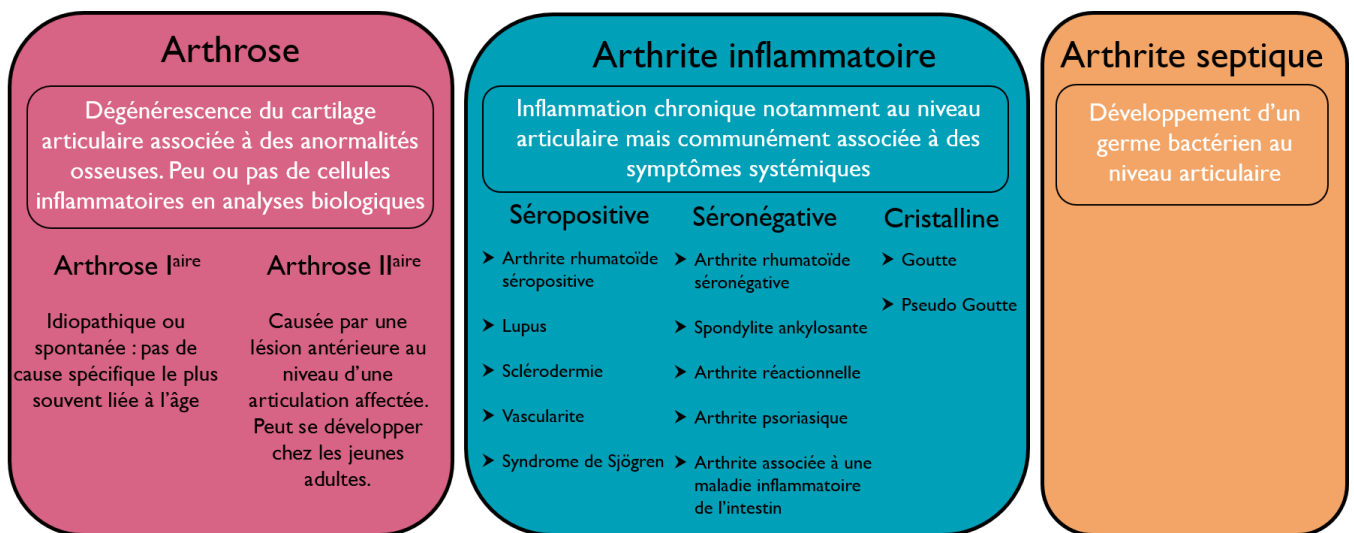 Arthrose
Dégénérescence du cartilage
articulaire associée à des anormalités
osseuses. Peu ou pas de cellules
inflammatoires en analyses biologiques
Arthrose Iaire
Idiopathique ou
spontanée : pas de
cause spécifique le plus
souvent liée à l’âge
Arthrose IIaire
Causée par une
lésion antérieure au
niveau d’une
articulation affectée.
Peut se développer
chez les jeunes
adultes.
Arthrite inflammatoire
Inflammation chronique notamment au niveau
articulaire mais communément associée à des
symptômes systémiques
Séropositive
➤ Arthrite rhumatoïde
séropositive
➤ Lupus
➤ Sclérodermie
➤ Vascularite
➤ Syndrome de Sjögren
Séronégative
➤ Arthrite rhumatoïde
séronégative
➤ Spondylite ankylosante
➤ Arthrite réactionnelle
➤ Arthrite psoriasique
➤ Arthrite associée à une
maladie inflammatoire
de l’intestin
Cristalline
➤ Goutte
➤ Pseudo Goutte
Arthrite septique
Développement d’un
germe bactérien au
niveau articulaire